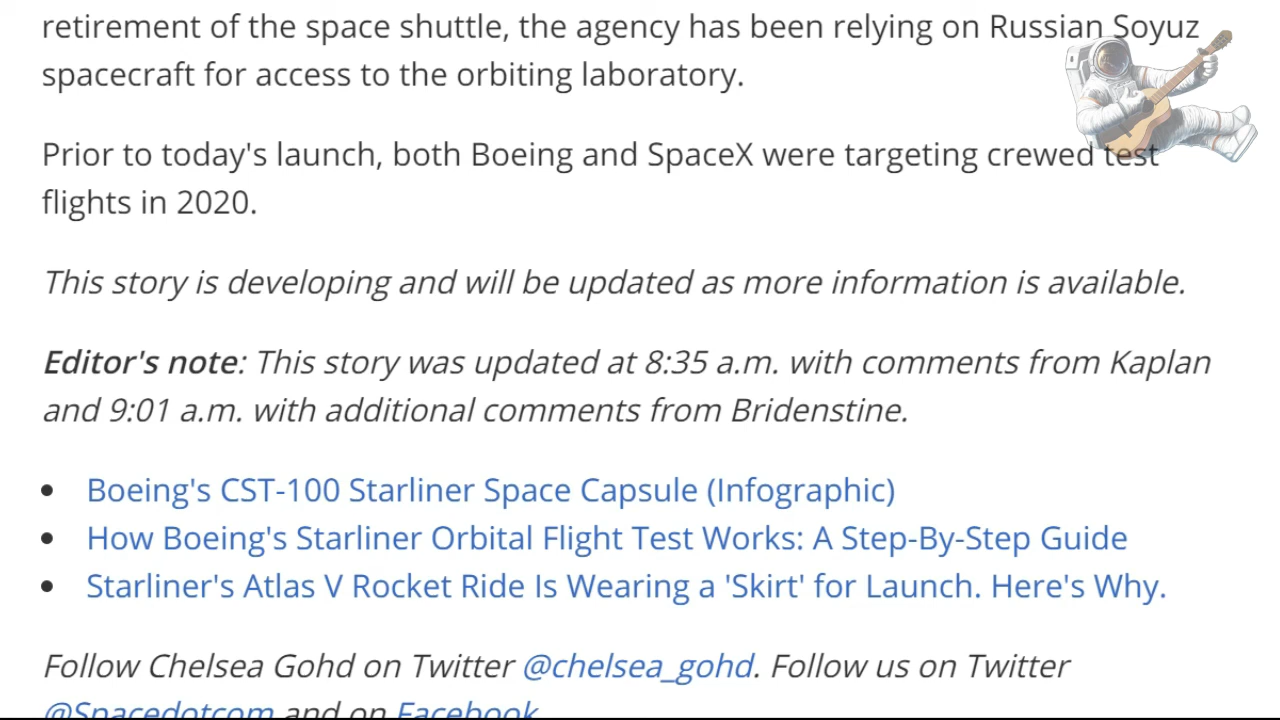 retirement of the space shuttle, the agency has been relying on Russian Soyuz
spacecraft for access to the orbiting laboratory.
Prior to today's launch, both Boeing and SpaceX were targeting crewed test
flights in 2020.
This story is developing and will be updated as more information is available.
Editor's note: This story was updated at 8:35 a.m. with comments from Kaplan
and 9:01 a.m. with additional comments from Bridenstine.
• Boeing's CST-100 Starliner Space Capsule (Infographic)
• How Boeing's Starliner Orbital Flight Test Works: A Step-By-Step Guide
• Starliner's Atlas V Rocket Ride Is Wearing a 'Skirt' for Launch. Here's Why.
Follow Chelsea Gohd on Twitter @chelsea_gohd. Follow us on Twitter
@Spacedotcom and on Facebook